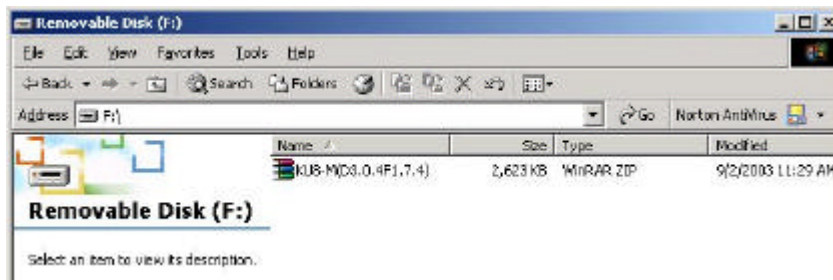 Removable Disk (F:)
File Edit View Favorites Tools Help
Back Search Folders
Address F:\ Go Norton AntiVirus
Name Size Type Modified
KU8-M(D3.0.4F1.7.4) 2,623 KB WinRAR ZIP 9/2/2003 11:29 AM
Removable Disk (F:)
Select an item to view its description.